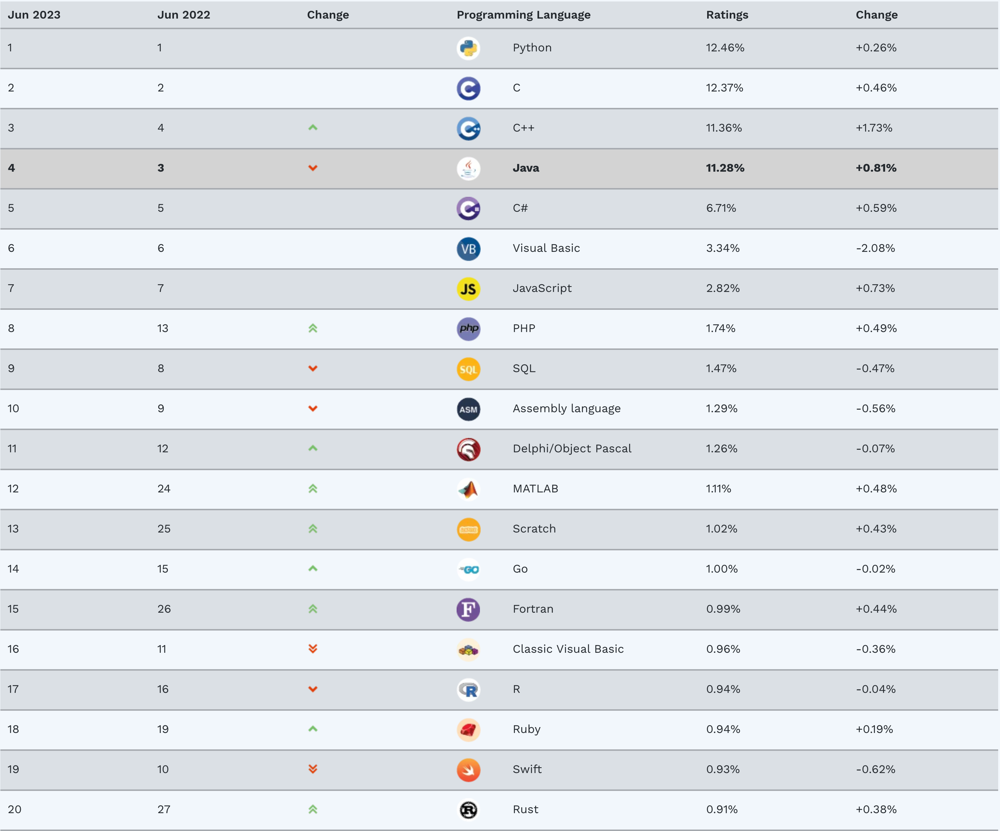 Jun 2023 Jun 2022 Change Programming Language Ratings Change
1 1 Python 12.46% +0.26%
2 2 C C 12.37% +0.46%
3 4 C++ C++ 11.36% +1.73%
4 3 Java 11.28% +0.81%
5 5 C# C# 6.71% +0.59%
6 6 VB Visual Basic 3.34% -2.08%
7 7 JS JavaScript 2.82% +0.73%
8 13 php PHP 1.74% +0.49%
9 8 SQL SQL 1.47% -0.47%
10 9 ASM Assembly language 1.29% -0.56%
11 12 Delphi/Object Pascal 1.26% -0.07%
12 24 MATLAB 1.11% +0.48%
13 25 Scratch 1.02% +0.43%
14 15 GO Go 1.00% -0.02%
15 26 F Fortran 0.99% +0.44%
16 11 Classic Visual Basic 0.96% -0.36%
17 16 R R 0.94% -0.04%
18 19 Ruby 0.94% +0.19%
19 10 Swift 0.93% -0.62%
20 27 R Rust 0.91% +0.38%